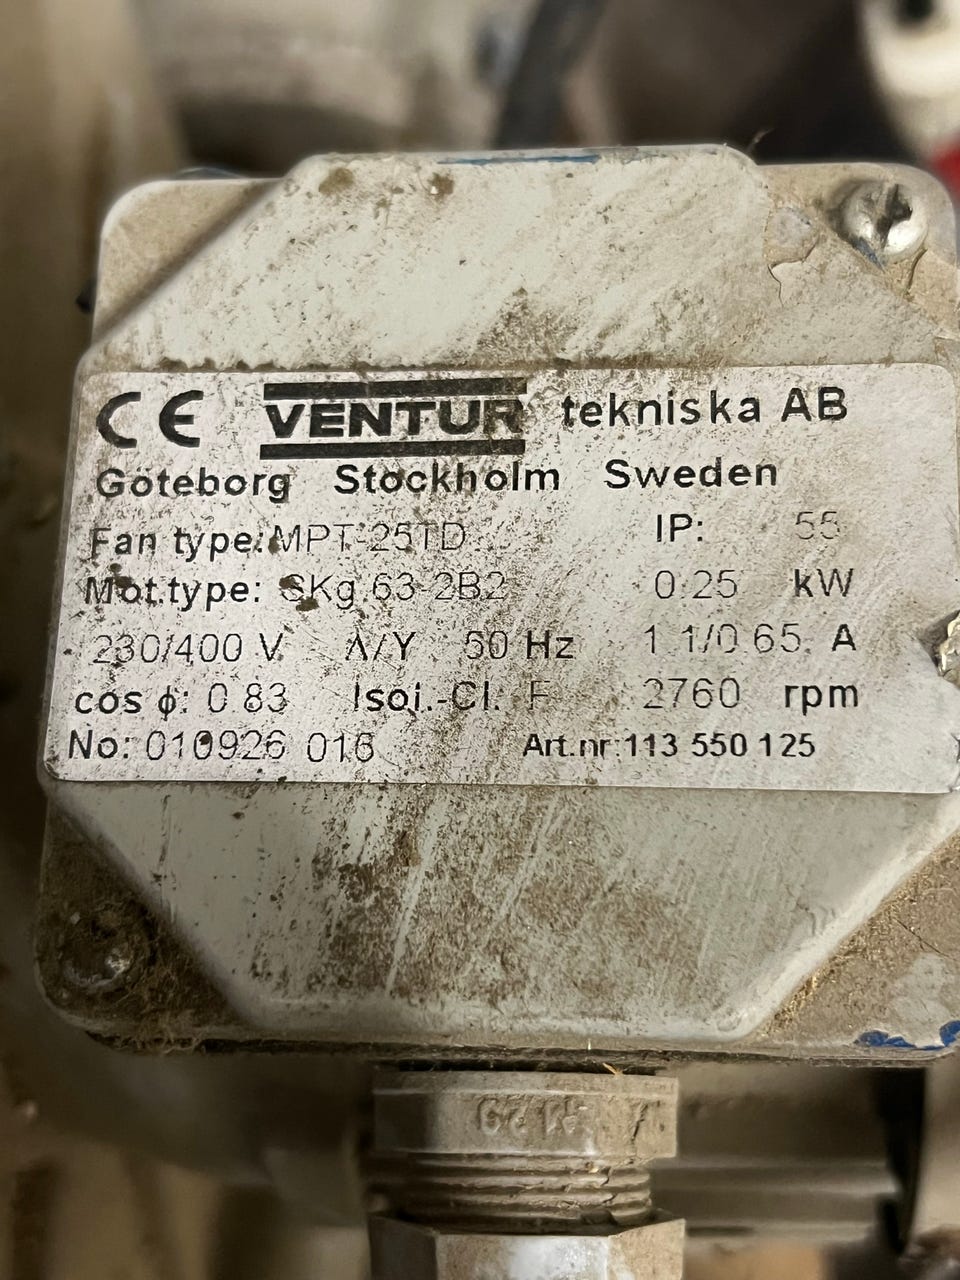 CE VENTUR tekniska AB
Göteborg Stockholm Sweden
Fan type: MPT-25TD IP: 55
Mot.type: SKg 63-2B2 0.25 kW
230/400 V Δ/Y 50 Hz 1.1/0.65 A
cos ϕ: 0.83 Isol.-Cl. F 2760 rpm
No: 010926 016 Art.nr:113 550 125